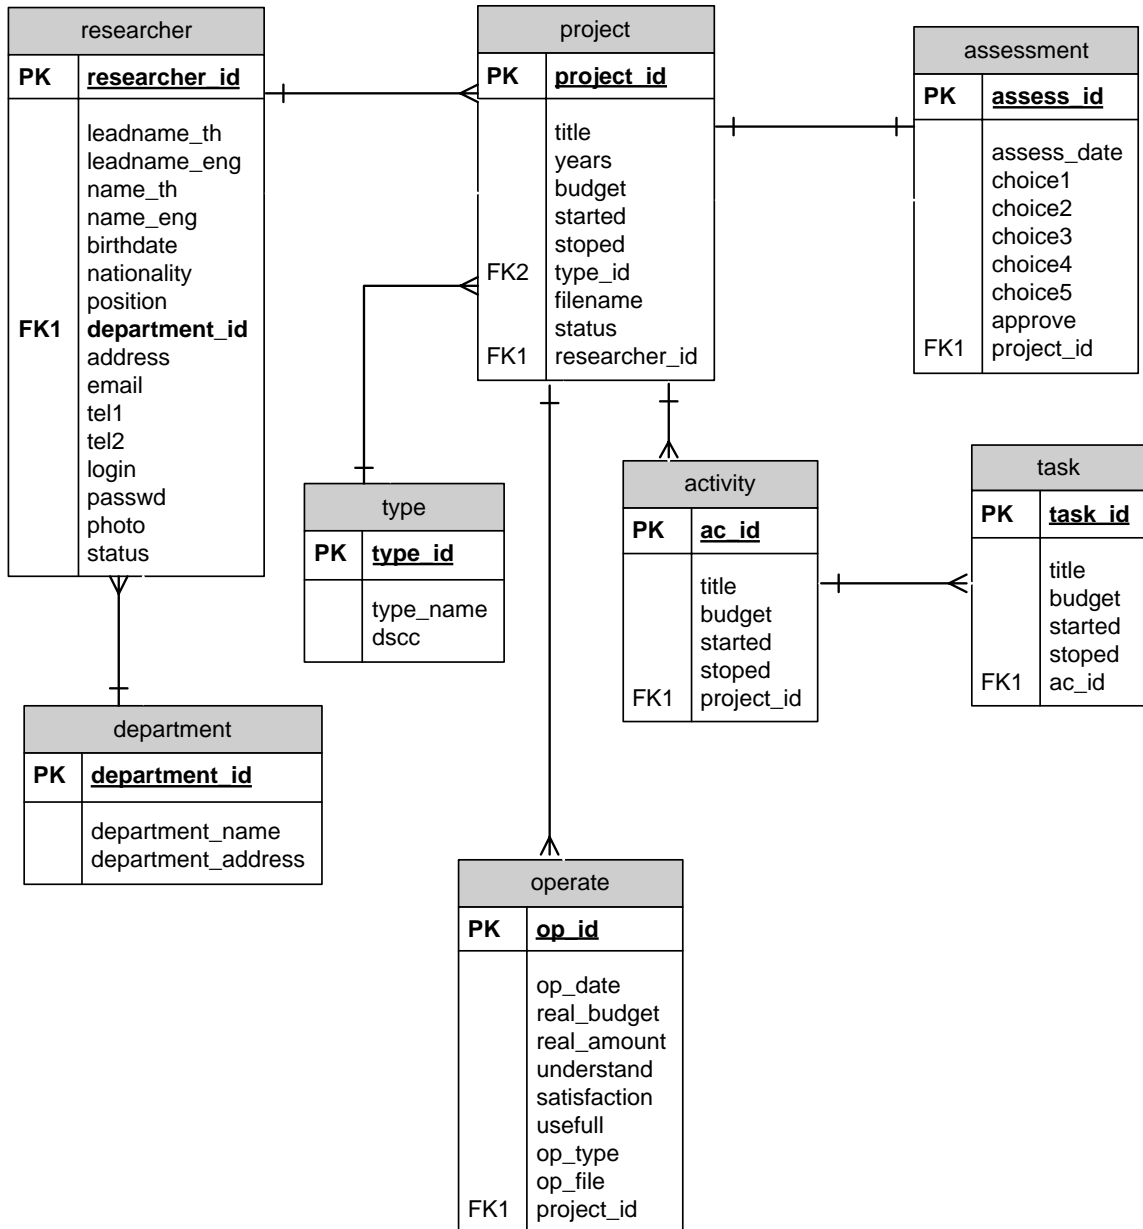 researcher
PK researcher_id
leadname_th
leadname_eng
name_th
name_eng
birthdate
nationality
position
FK1 department_id
address
email
tel1
tel2
login
passwd
photo
status
project
PK project_id
title
years
budget
started
stoped
FK2 type_id
filename
status
FK1 researcher_id
assessment
PK assess_id
assess_date
choice1
choice2
choice3
choice4
choice5
approve
FK1 project_id
type
PK type_id
type_name
dscc
activity
PK ac_id
title
budget
started
stoped
FK1 project_id
task
PK task_id
title
budget
started
stoped
FK1 ac_id
department
PK department_id
department_name
department_address
operate
PK op_id
op_date
real_budget
real_amount
understand
satisfaction
usefull
op_type
op_file
FK1 project_id